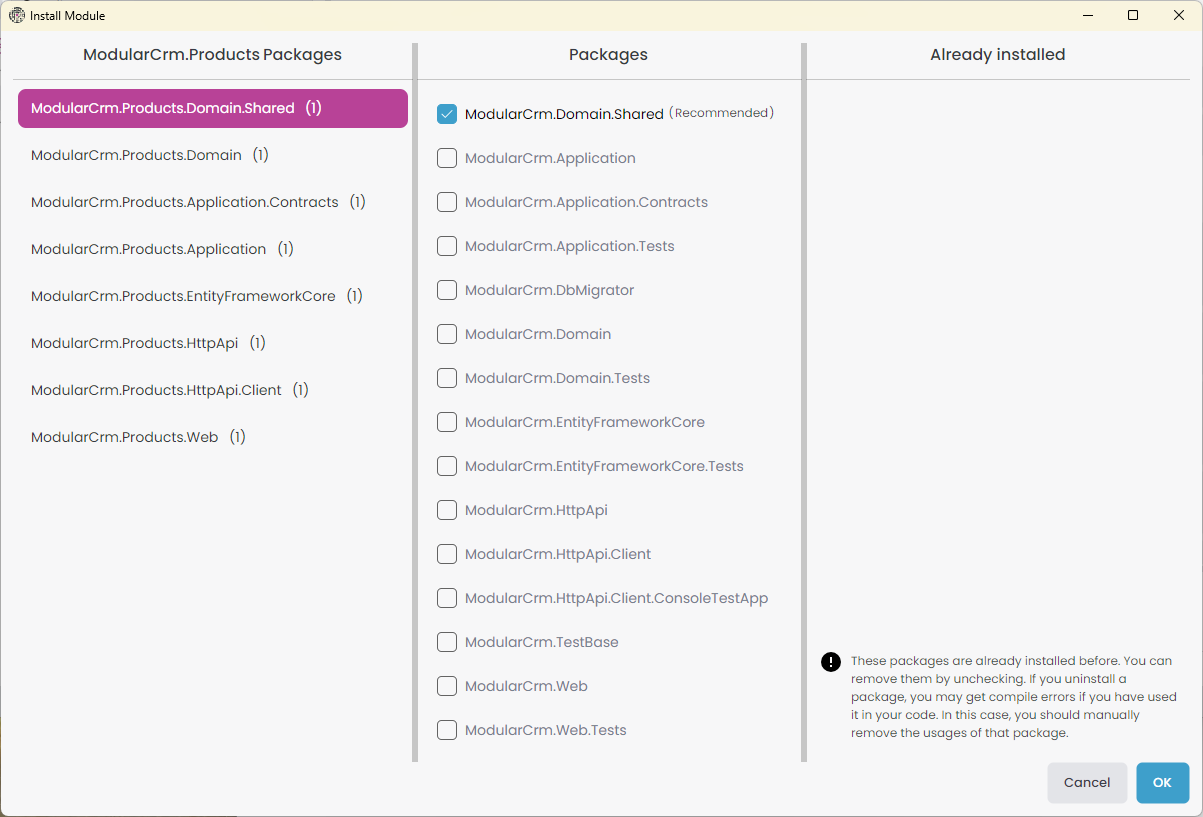 Install Module
ModularCrm.Products Packages
ModularCrm.Products.Domain.Shared (1)
ModularCrm.Products.Domain (1)
ModularCrm.Products.Application.Contracts (1)
ModularCrm.Products.Application (1)
ModularCrm.Products.EntityFrameworkCore (1)
ModularCrm.Products.HttpApi (1)
ModularCrm.Products.HttpApi.Client (1)
ModularCrm.Products.Web (1)
Packages
ModularCrm.Domain.Shared (Recommended)
ModularCrm.Application
ModularCrm.Application.Contracts
ModularCrm.Application.Tests
ModularCrm.DbMigrator
ModularCrm.Domain
ModularCrm.Domain.Tests
ModularCrm.EntityFrameworkCore
ModularCrm.EntityFrameworkCore.Tests
ModularCrm.HttpApi
ModularCrm.HttpApi.Client
ModularCrm.HttpApi.Client.ConsoleTestApp
ModularCrm.TestBase
ModularCrm.Web
ModularCrm.Web.Tests
Already installed
These packages are already installed before. You can
remove them by unchecking. If you uninstall a
package, you may get compile errors if you have used
it in your code. In this case, you should manually
remove the usages of that package.
Cancel
OK